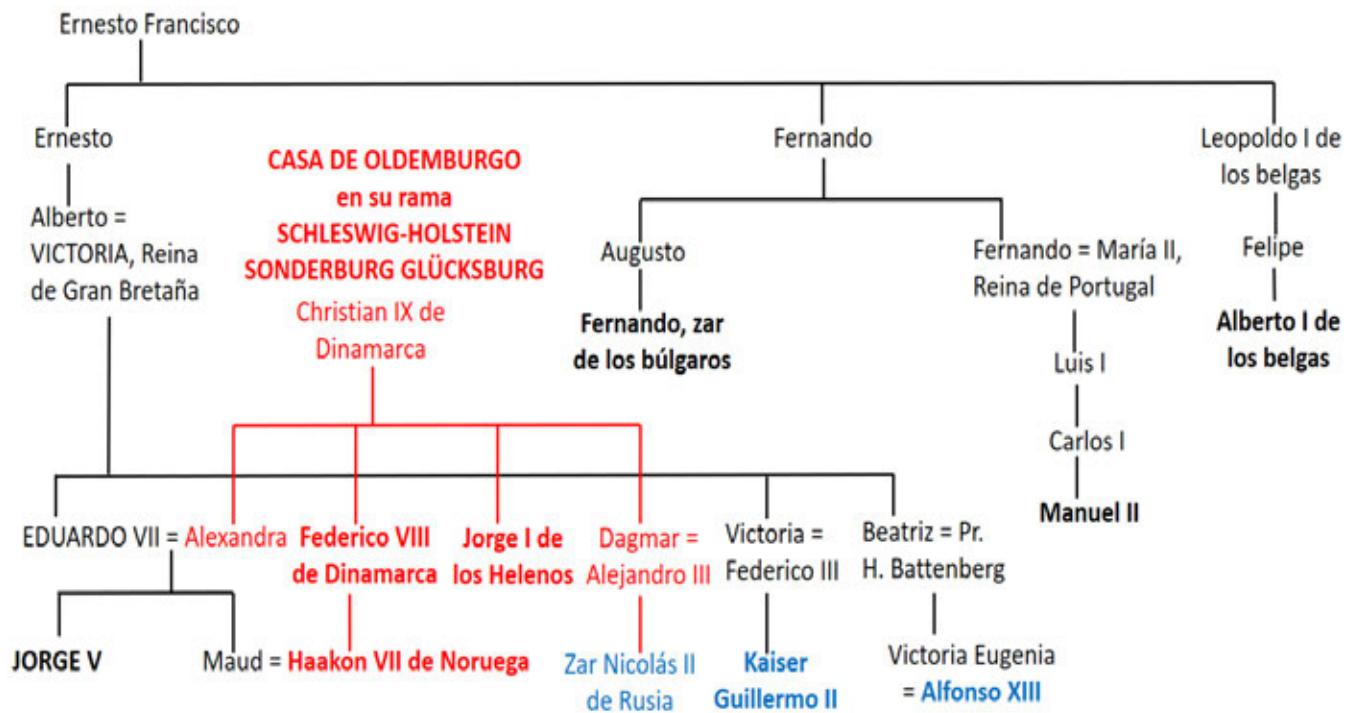 Ernesto Francisco
Ernesto
Fernando
Leopoldo I de
los belgas
CASA DE OLDEMBURGO
en su rama
SCHLESWIG-HOLSTEIN
SONDERBURG GLÜCKSBURG
Christian IX de
Dinamarca
Alberto =
VICTORIA, Reina
de Gran Bretaña
Augusto
Fernando = María II,
Reina de Portugal
Felipe
Fernando, zar
de los búlgaros
Alberto I de
los belgas
Luis I
Carlos I
Manuel II
EDUARDO VII = Alexandra
Federico VIII
de Dinamarca
Jorge I de
los Helenos
Dagmar =
Alejandro III
Victoria =
Federico III
Beatriz = Pr.
H. Battenberg
JORGE V
Maud = Haakon VII de Noruega
Zar Nicolás II
de Rusia
Kaiser
Guillermo II
Victoria Eugenia
= Alfonso XIII